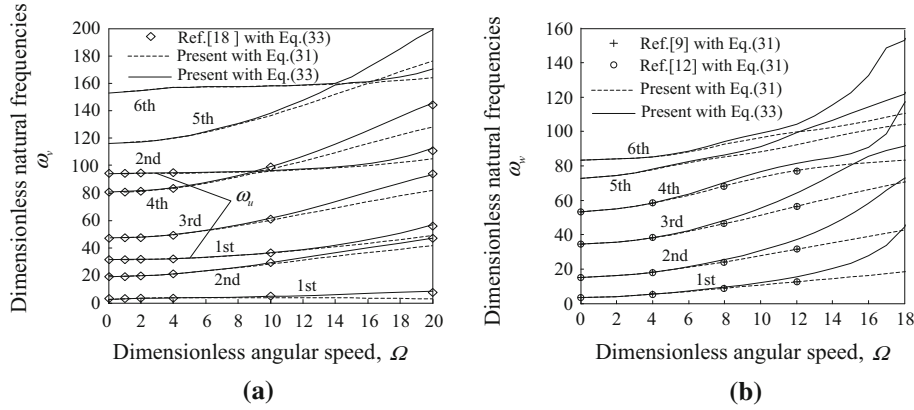 Dimensionless natural frequencies
ω_v
200
180
160
140
120
100
80
60
40
20
0
Ref.[18 ] with Eq.(33)
Present with Eq.(31)
Present with Eq.(33)
6th
5th
2nd
4th
ω_u
3rd
1st
2nd
1st
0 2 4 6 8 10 12 14 16 18 20
Dimensionless angular speed, Ω
(a)
Dimensionless natural frequencies
ω_w
160
140
120
100
80
60
40
20
0
Ref.[9] with Eq.(31)
Ref.[12] with Eq.(31)
Present with Eq.(31)
Present with Eq.(33)
6th
5th
4th
3rd
2nd
1st
0 2 4 6 8 10 12 14 16 18
Dimensionless angular speed, Ω
(b)